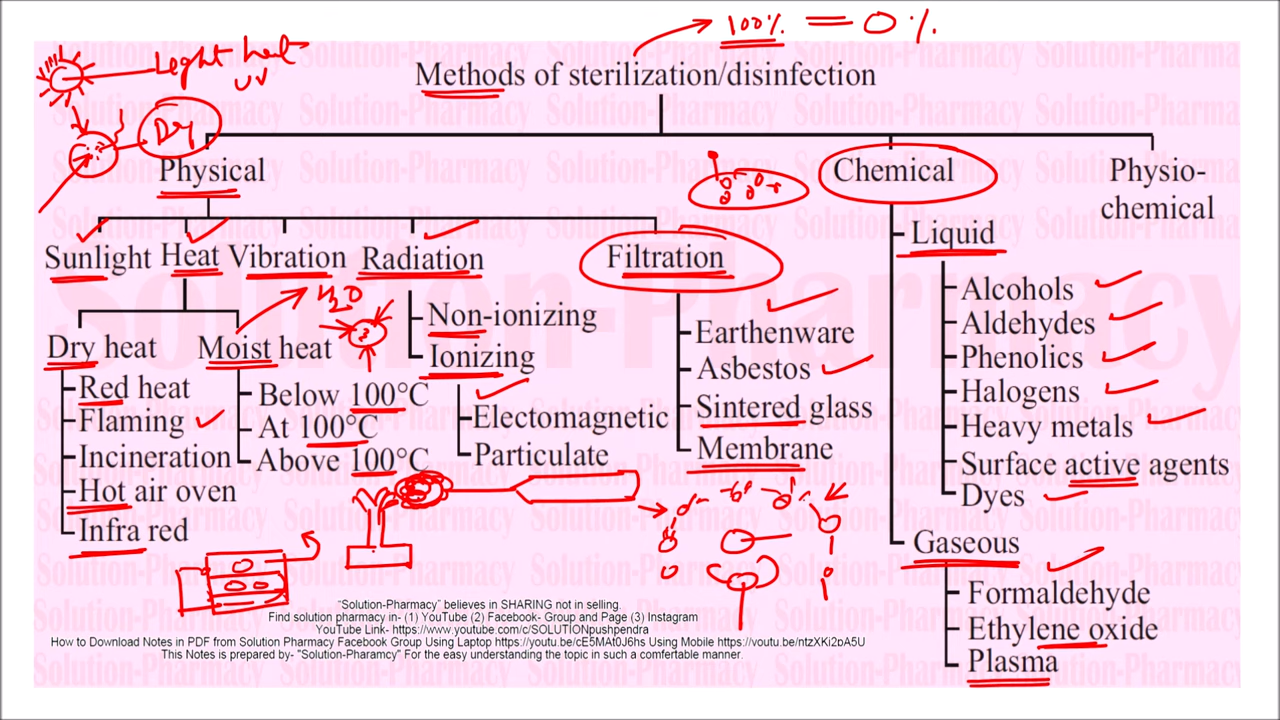 100% = 0%
Light heat
UV
Methods of sterilization/disinfection
Dry
Physical
Chemical
Physio-
chemical
Sunlight Heat Vibration Radiation Filtration
Liquid
H2O
Dry heat
Moist heat
Red heat
Flaming
Incineration
Hot air oven
Infra red
Below 100°C
At 100°C
Above 100°C
Non-ionizing
Ionizing
Electomagnetic
Particulate
Earthenware
Asbestos
Sintered glass
Membrane
Alcohols
Aldehydes
Phenolics
Halogens
Heavy metals
Surface active agents
Dyes
Gaseous
Formaldehyde
Ethylene oxide
Plasma
"Solution-Pharmacy" believes in SHARING not in selling.
Find solution pharmacy in- (1) YouTube (2) Facebook- Group and Page (3) Instagram
YouTube Link- https://www.youtube.com/c/SOLUTIONpushpendra
How to Download Notes in PDF from Solution Pharmacy Facebook Group Using Laptop https://youtu.be/cE5MAt0J6hs Using Mobile https://youtu.be/ntzXKi2oA5U
This Notes is prepared by- "Solution-Pharamcy" For the easy understanding the topic in such a comfertable manner.
Solution-Pharmacy